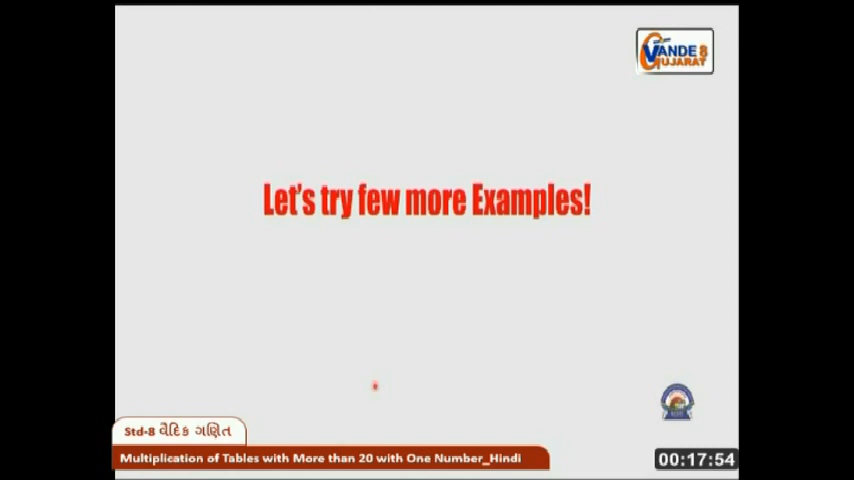 VANDE 8
GUJARAT
Let's try few more Examples!
Std-8 વૈદિક ગણિત
Multiplication of Tables with More than 20 with One Number_Hindi
00:17:54